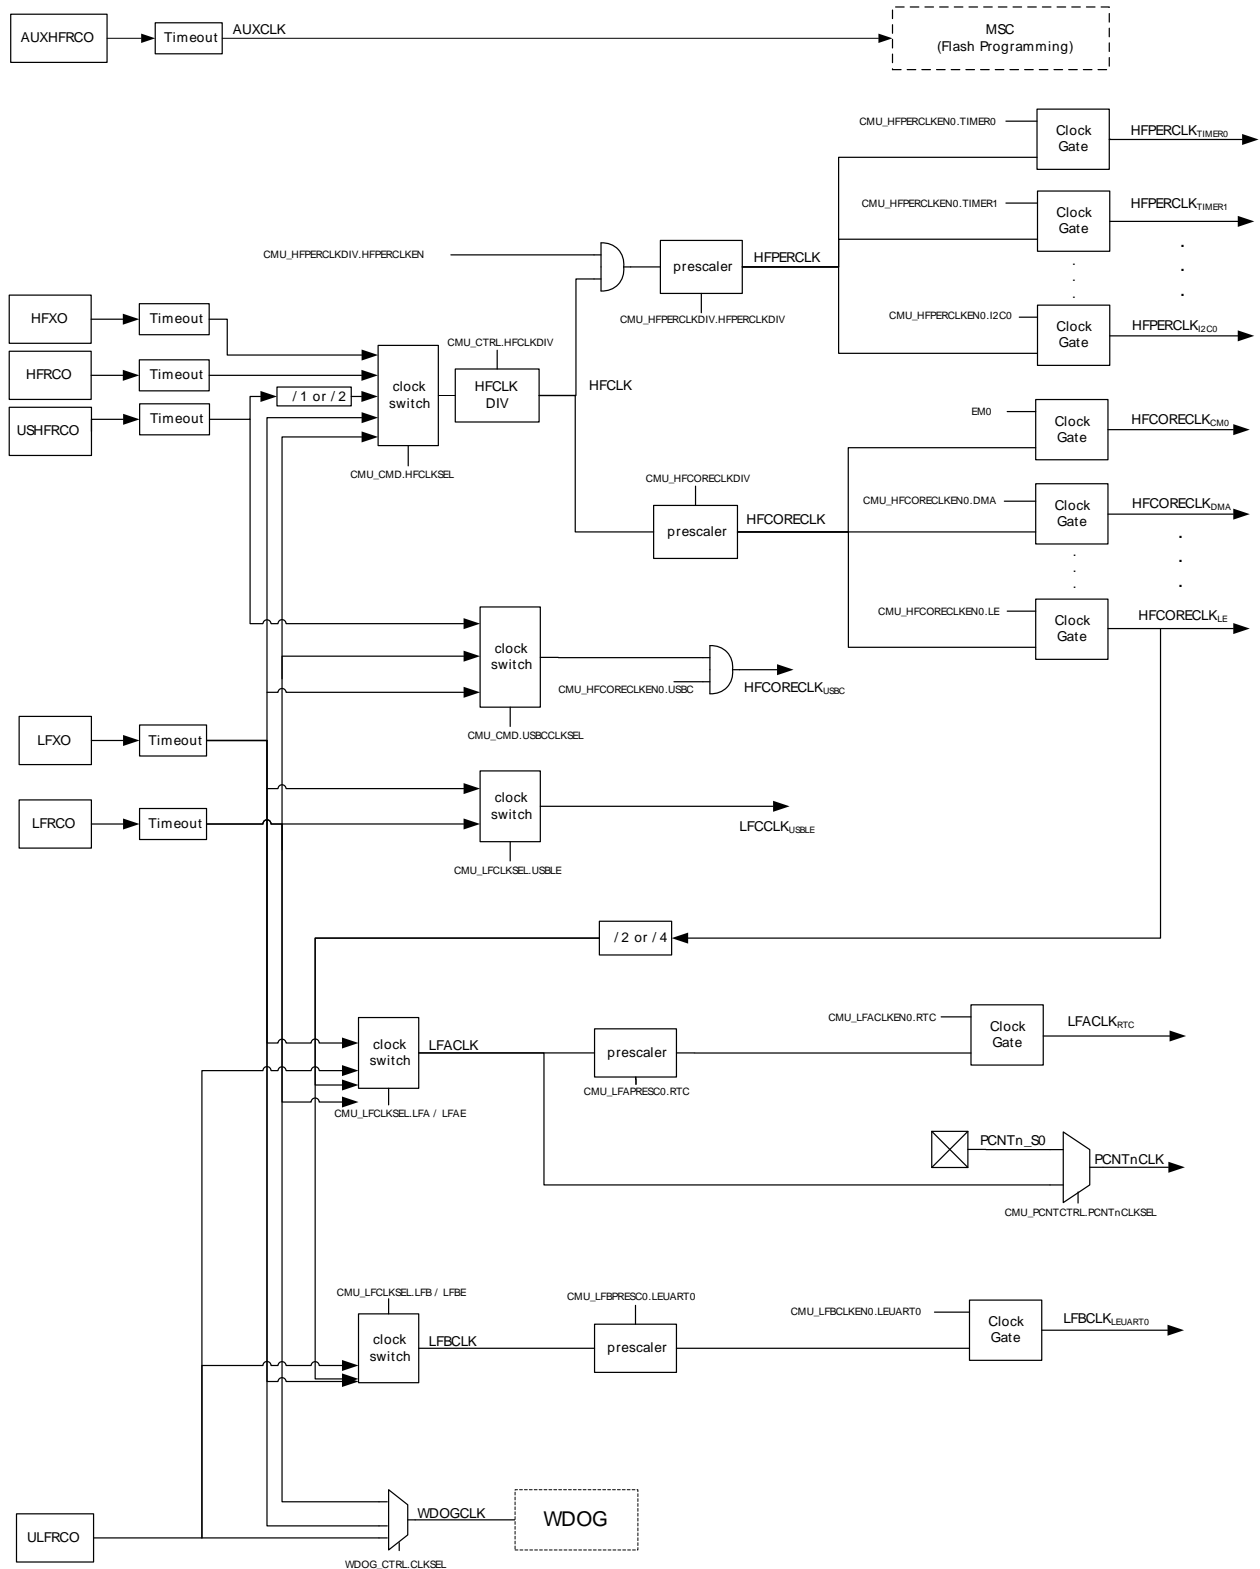 AUXHFRCO
Timeout
AUXCLK
MSC
(Flash Programming)
CMU_HFPERCLKEN0.TIMER0
Clock
Gate
HFPERCLKTIMER0
CMU_HFPERCLKEN0.TIMER1
Clock
Gate
HFPERCLKTIMER1
CMU_HFPERCLKDIV.HFPERCLKEN
prescaler
HFPERCLK
CMU_HFPERCLKDIV.HFPERCLKDIV
CMU_HFPERCLKEN0.I2C0
Clock
Gate
HFPERCLKI2C0
HFXO
Timeout
HFRCO
Timeout
USHFRCO
Timeout
/ 1 or / 2
clock
switch
CMU_CMD.HFCLKSEL
CMU_CTRL.HFCLKDIV
HFCLK
DIV
HFCLK
EM0
Clock
Gate
HFCORECLKCM0
CMU_HFCORECLKDIV
prescaler
HFCORECLK
CMU_HFCORECLKEN0.DMA
Clock
Gate
HFCORECLKDMA
CMU_HFCORECLKEN0.LE
Clock
Gate
HFCORECLKLE
clock
switch
CMU_CMD.USBCCLKSEL
CMU_HFCORECLKEN0.USBC
HFCORECLKUSBC
LFXO
Timeout
LFRCO
Timeout
clock
switch
CMU_LFCLKSEL.USBLE
LFCCLKUSBLE
/ 2 or / 4
clock
switch
CMU_LFCLKSEL.LFA / LFAE
LFACLK
prescaler
CMU_LFAPRESC0.RTC
CMU_LFACLKEN0.RTC
Clock
Gate
LFACLKRTC
PCNTn_S0
PCNTnCLK
CMU_PCNTCTRL.PCNTnCLKSEL
CMU_LFCLKSEL.LFB / LFBE
clock
switch
LFBCLK
CMU_LFBPRESC0.LEUART0
prescaler
CMU_LFBCLKEN0.LEUART0
Clock
Gate
LFBCLKLEUART0
ULFRCO
WDOGCLK
WDOG
WDOG_CTRL.CLKSEL